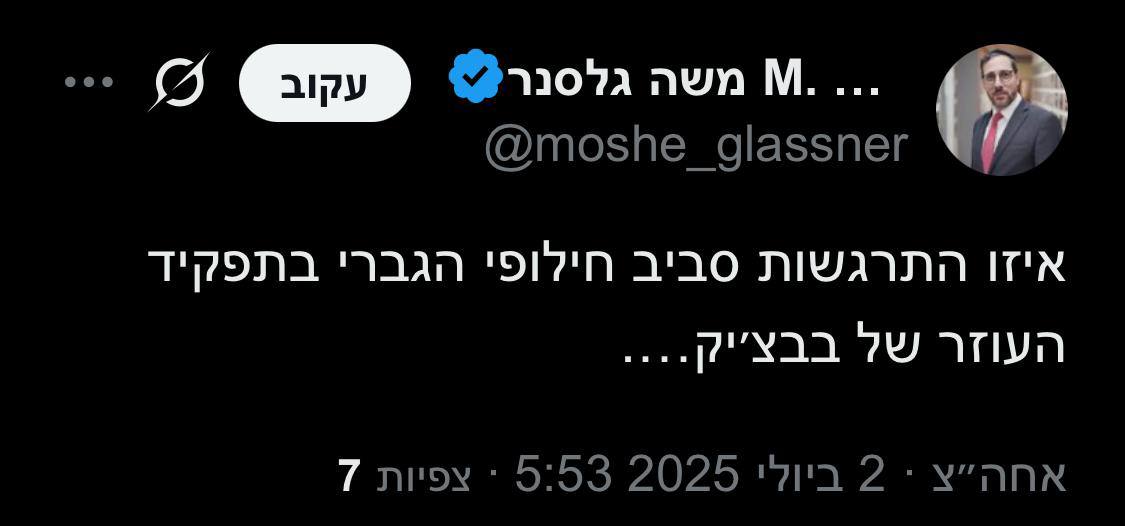 משה גלסנר M. ...
עקוב
@moshe_glassner
איזו התרגשות סביב חילופי הגברי בתפקיד
העוזר של בבצ׳יק....
5:53 אחה״צ · 2 ביולי 2025 · 7 צפיות